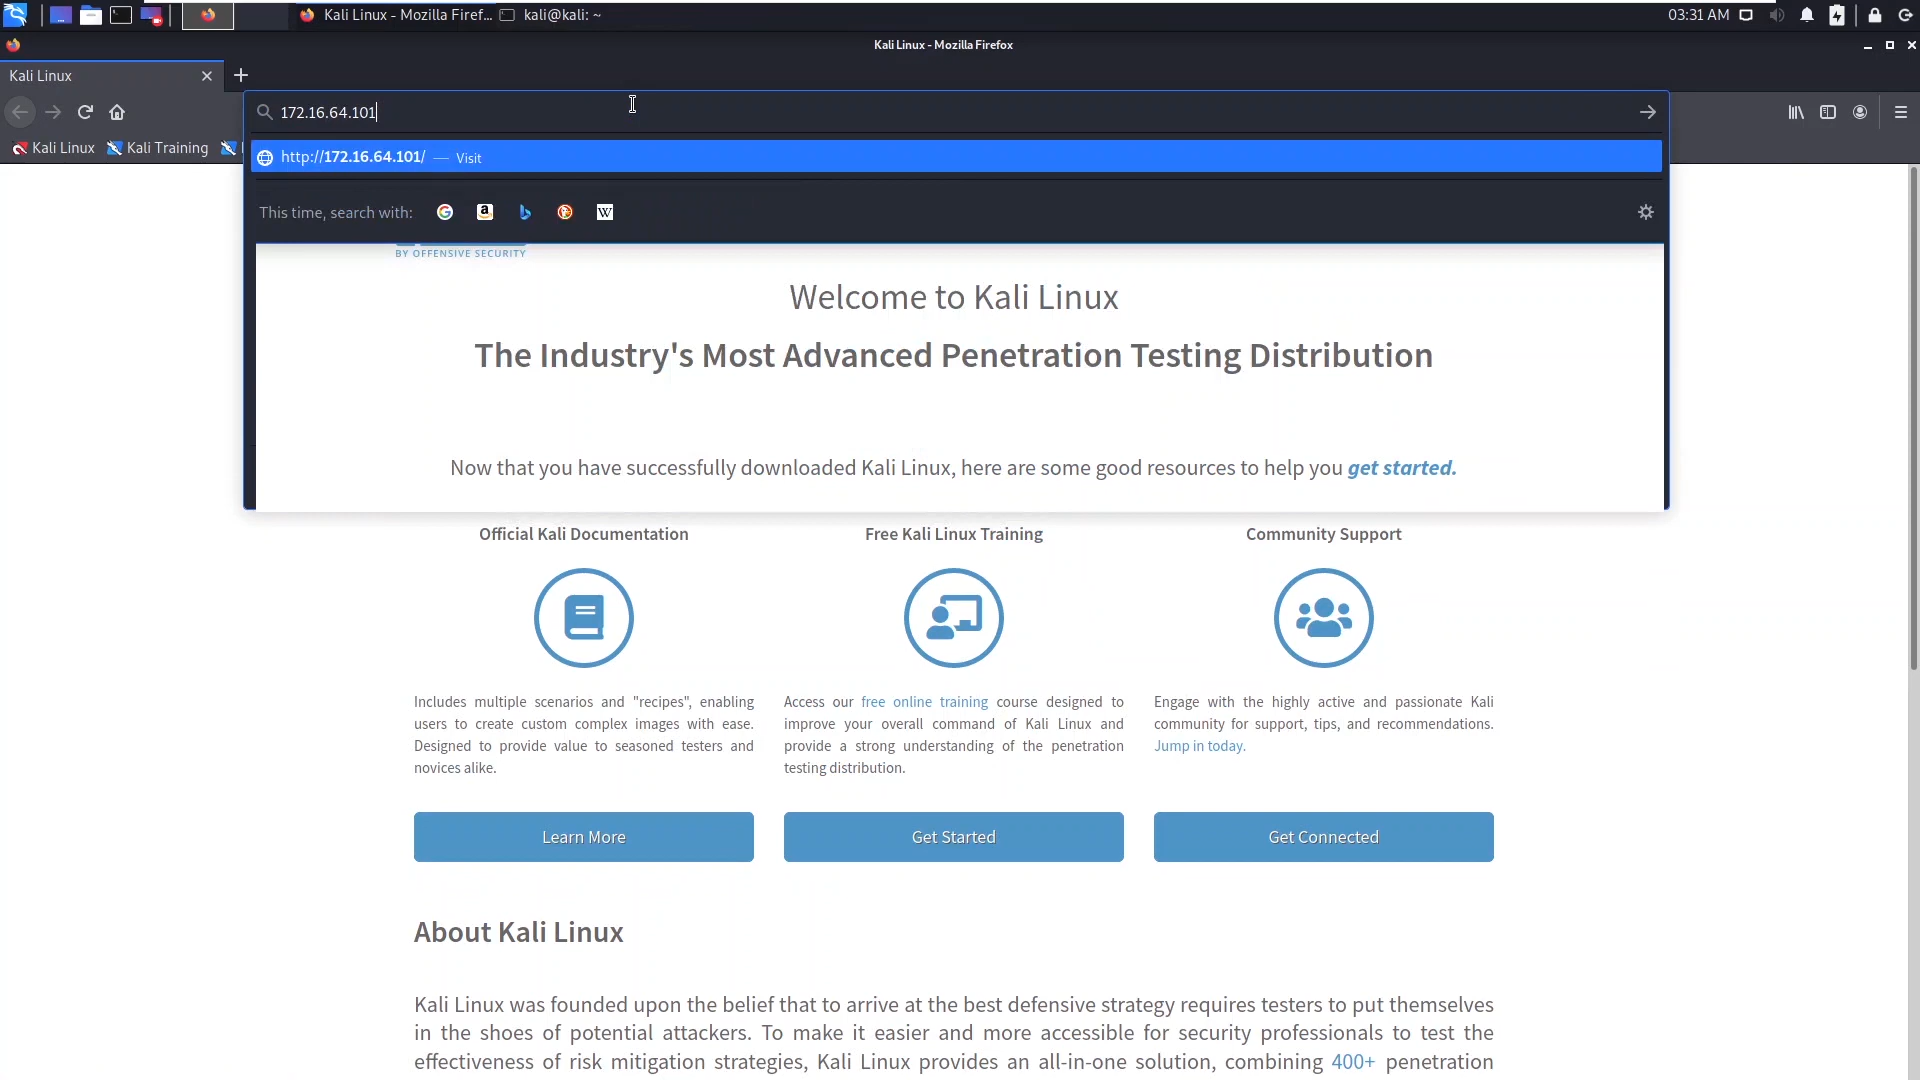 Kali Linux - Mozilla Firef...
kali@kali: ~
03:31 AM
Kali Linux - Mozilla Firefox
Kali Linux
172.16.64.101
Kali Linux
Kali Training
http://172.16.64.101/ — Visit
This time, search with:
BY OFFENSIVE SECURITY
Welcome to Kali Linux
The Industry's Most Advanced Penetration Testing Distribution
Now that you have successfully downloaded Kali Linux, here are some good resources to help you get started.
Official Kali Documentation
Includes multiple scenarios and "recipes", enabling
users to create custom complex images with ease.
Designed to provide value to seasoned testers and
novices alike.
Learn More
Free Kali Linux Training
Access our free online training course designed to
improve your overall command of Kali Linux and
provide a strong understanding of the penetration
testing distribution.
Get Started
Community Support
Engage with the highly active and passionate Kali
community for support, tips, and recommendations.
Jump in today.
Get Connected
About Kali Linux
Kali Linux was founded upon the belief that to arrive at the best defensive strategy requires testers to put themselves
in the shoes of potential attackers. To make it easier and more accessible for security professionals to test the
effectiveness of risk mitigation strategies, Kali Linux provides an all-in-one solution, combining 400+ penetration